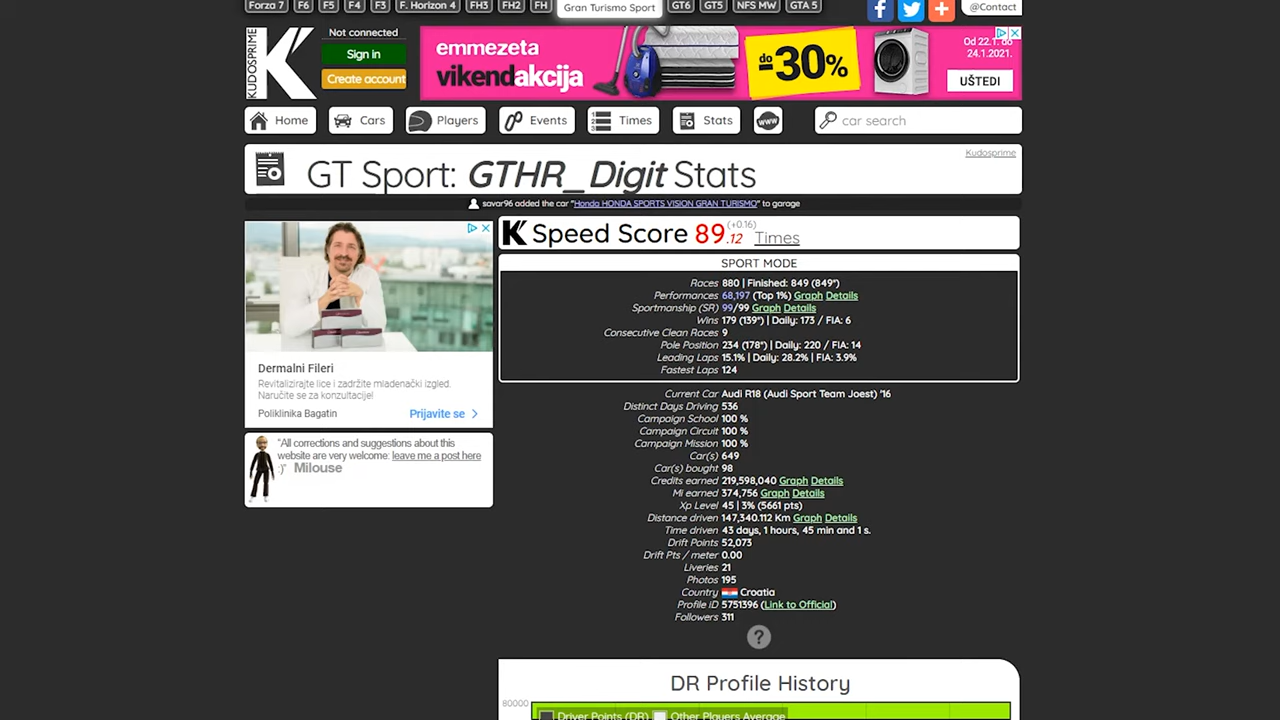 Forza 7 F6 F5 F4 F3 F. Horizon 4 FH3 FH2 FH Gran Turismo Sport GT6 GT5 NFS MW GTA 5 @Contact
KUDOSPRIME
Not connected
Sign in
Create account
emmezeta
vikendakcija
do -30%
Od 22.1. do
24.1.2021.
UŠTEDI
Home Cars Players Events Times Stats www car search
Kudosprime
GT Sport: GTHR_Digit Stats
savar96 added the car "Honda HONDA SPORTS VISION GRAN TURISMO" to garage
K Speed Score 89.12 (+0.16) Times
SPORT MODE
Races 880 | Finished: 849 (849°)
Performances 68,197 (Top 1%) Graph Details
Sportmanship (SR) 99/99 Graph Details
Wins 179 (139°) | Daily: 173 / FIA: 6
Consecutive Clean Races 9
Pole Position 234 (178°) | Daily: 220 / FIA: 14
Leading Laps 15.1% | Daily: 28.2% | FIA: 3.9%
Fastest Laps 124
Current Car Audi R18 (Audi Sport Team Joest) '16
Distinct Days Driving 536
Campaign School 100 %
Campaign Circuit 100 %
Campaign Mission 100 %
Car(s) 649
Car(s) bought 98
Credits earned 219,598,040 Graph Details
Mi earned 374,756 Graph Details
Xp Level 45 | 3% (5661 pts)
Distance driven 147,340.112 Km Graph Details
Time driven 43 days, 1 hours, 45 min and 1 s.
Drift Points 52,073
Drift Pts / meter 0.00
Liveries 21
Photos 195
Country Croatia
Profile iD 5751396 (Link to Official)
Followers 311
?
Dermalni Fileri
Revitalizirajte lice i zadržite mladenački izgled.
Naručite se za konzultacije!
Poliklinika Bagatin Prijavite se
"All corrections and suggestions about this
website are very welcome: leave me a post here
:)" Milouse
DR Profile History
80000
Driver Points (DR) Other Players Average